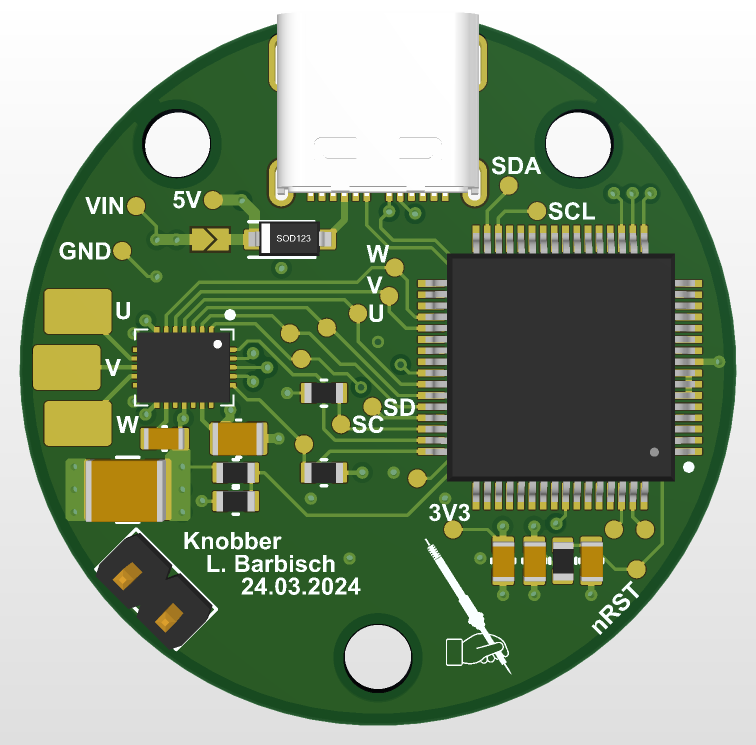 SDA
5V
VIN
SCL
SOD123
GND
W
V
U
U
V
SD
SC
W
3V3
Knobber
L. Barbisch
24.03.2024
nRST